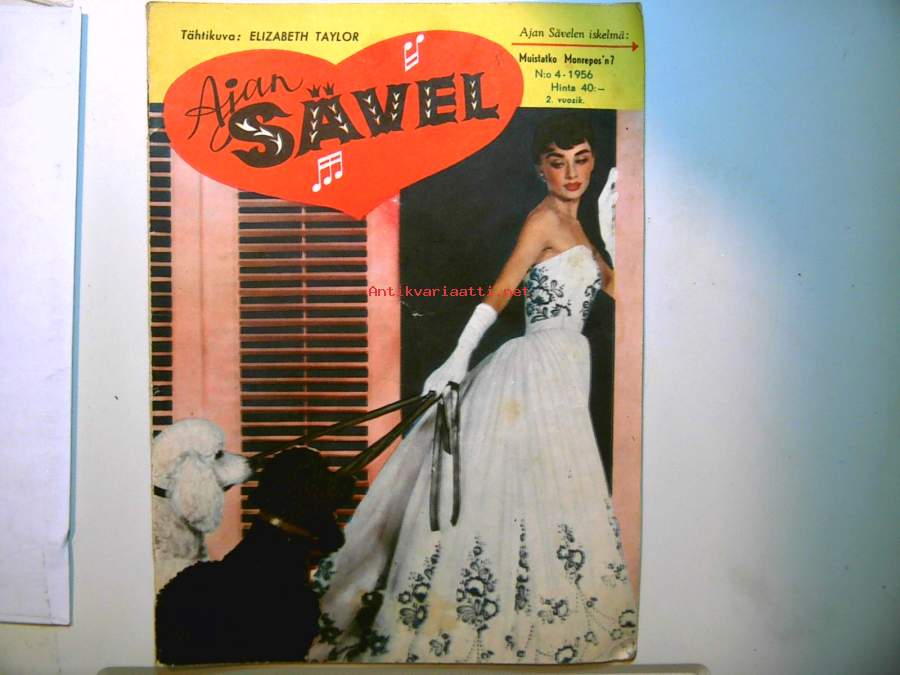 Tähtikuva: ELIZABETH TAYLOR
Ajan Sävelen iskelmä:
Muistatko Monrepos'n?
N:o 4 - 1956
Hinta 40:—
2. vuosik.
Ajan
SÄVEL
Antikvariaatti.net